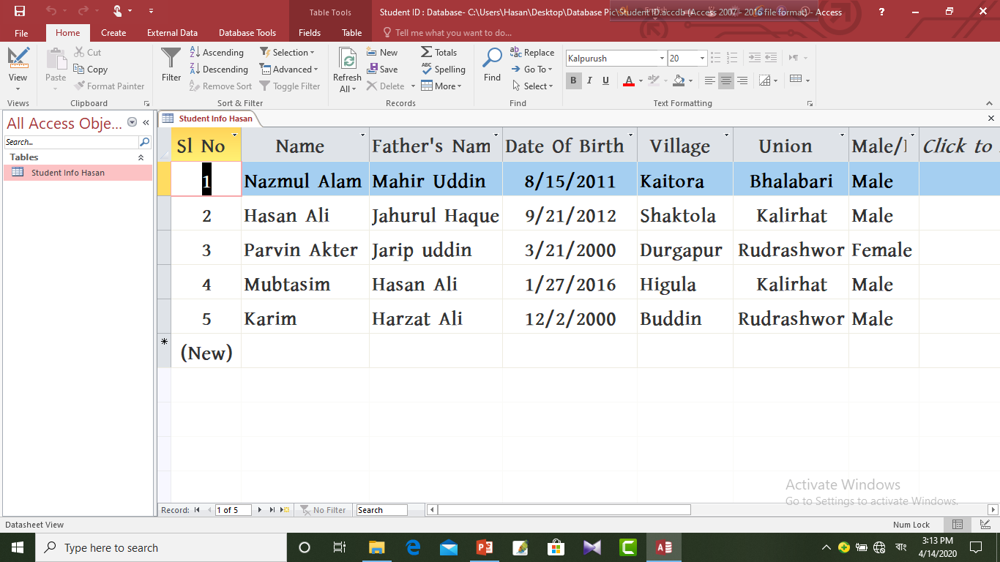 Table Tools
Student ID : Database- C:\Users\Hasan\Desktop\Database Pic\Student ID.accdb (Access 2007 - 2016 file format) - Access
?
File Home Create External Data Database Tools Fields Table Tell me what you want to do...
View
Views
Paste
Cut
Copy
Format Painter
Clipboard
Filter
Ascending
Descending
Remove Sort
Selection
Advanced
Toggle Filter
Sort & Filter
Refresh
All
New
Save
Delete
Totals
Spelling
More
Records
Find
Replace
Go To
Select
Find
Kalpurush 20
B I U A
Text Formatting
All Access Obje...
Search...
Tables
Student Info Hasan
Student Info Hasan
Sl No Name Father's Nam Date Of Birth Village Union Male/ Click to
1 Nazmul Alam Mahir Uddin 8/15/2011 Kaitora Bhalabari Male
2 Hasan Ali Jahurul Haque 9/21/2012 Shaktola Kalirhat Male
3 Parvin Akter Jarip uddin 3/21/2000 Durgapur Rudrashwor Female
4 Mubtasim Hasan Ali 1/27/2016 Higula Kalirhat Male
5 Karim Harzat Ali 12/2/2000 Buddin Rudrashwor Male
(New)
Activate Windows
Go to Settings to activate Windows.
Record: 1 of 5 No Filter Search
Datasheet View
Num Lock
Type here to search
বাং
3:13 PM
4/14/2020